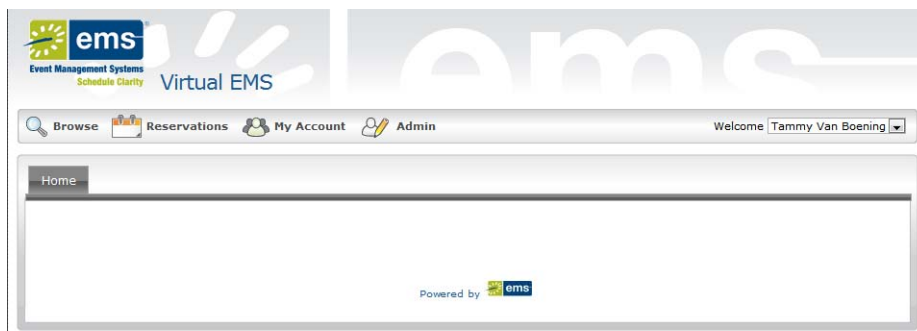 ems
Event Management Systems
Schedule Clarity
Virtual EMS
ems
Browse Reservations My Account Admin Welcome Tammy Van Boening
Home
Powered by ems